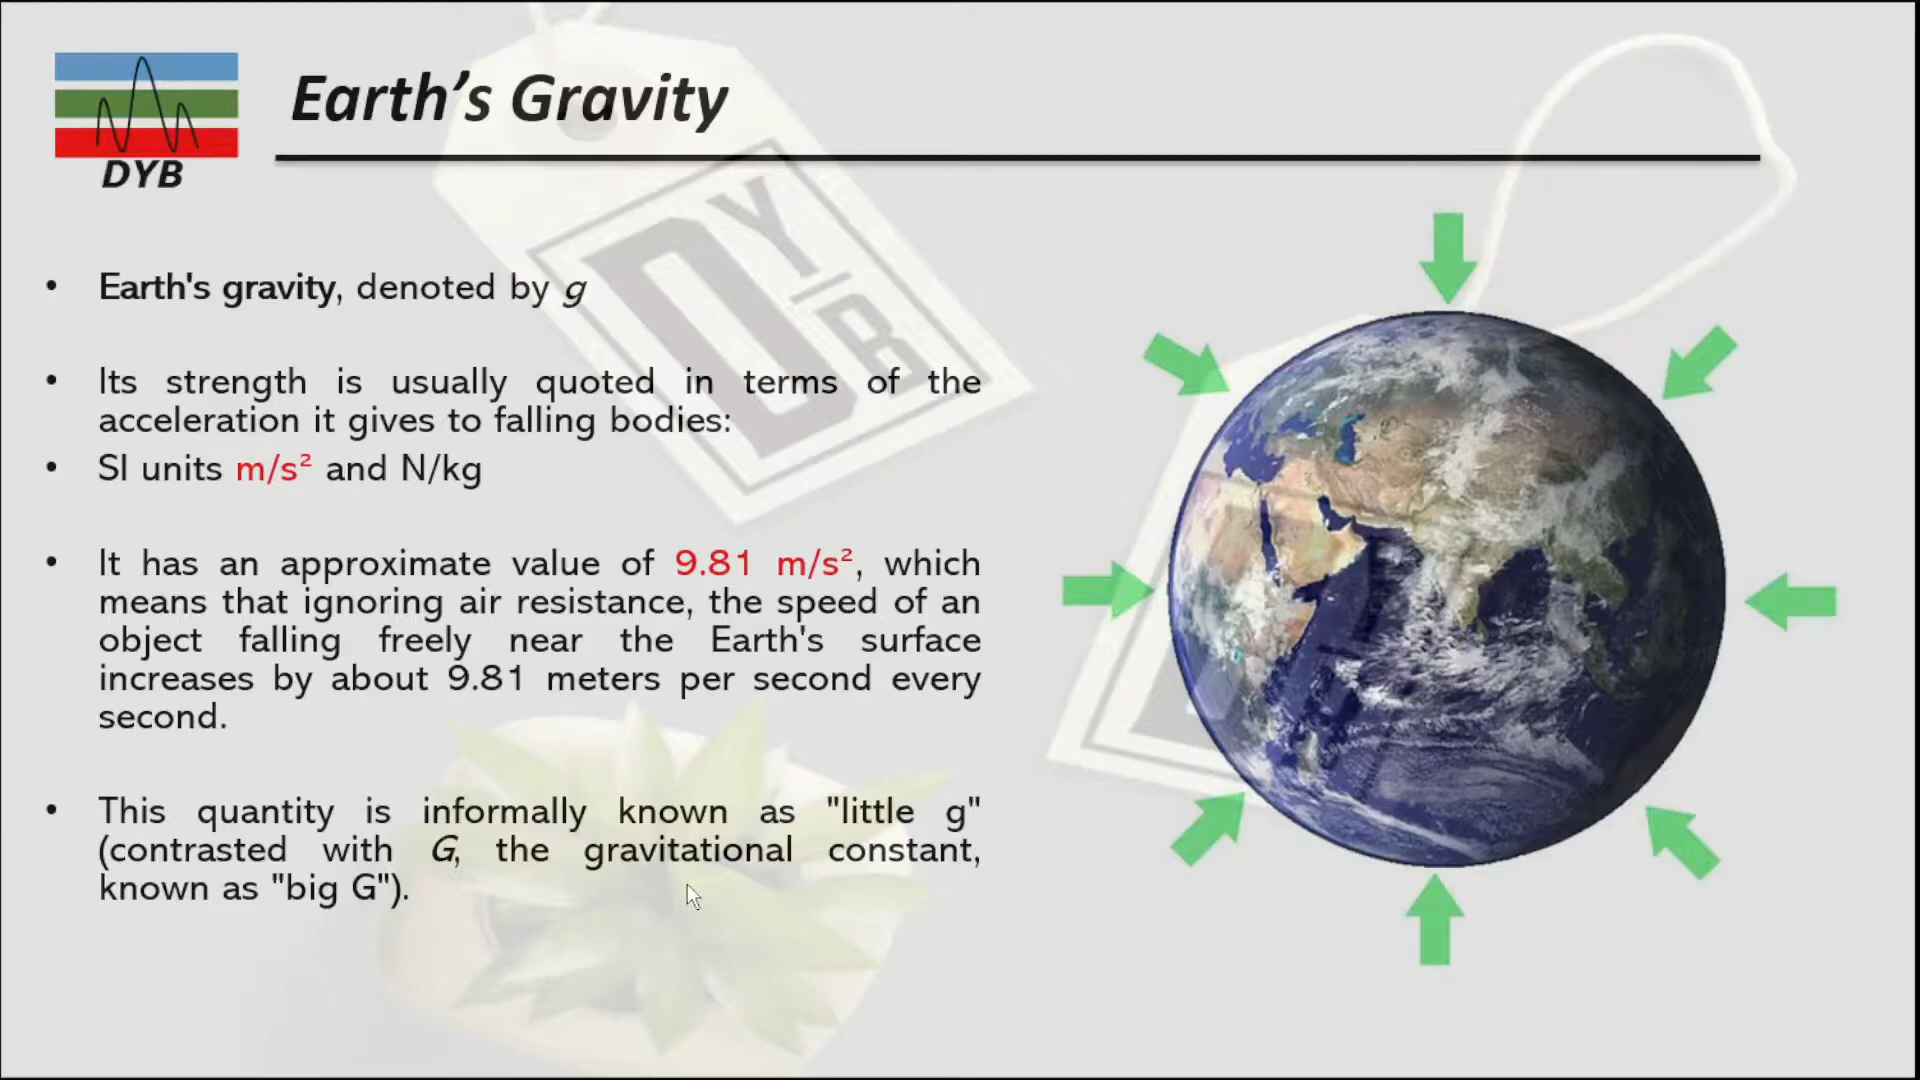 DYB
Earth's Gravity
DY/B
• Earth's gravity, denoted by g
• Its strength is usually quoted in terms of the
acceleration it gives to falling bodies:
• SI units m/s² and N/kg
• It has an approximate value of 9.81 m/s², which
means that ignoring air resistance, the speed of an
object falling freely near the Earth's surface
increases by about 9.81 meters per second every
second.
• This quantity is informally known as "little g"
(contrasted with G, the gravitational constant,
known as "big G").